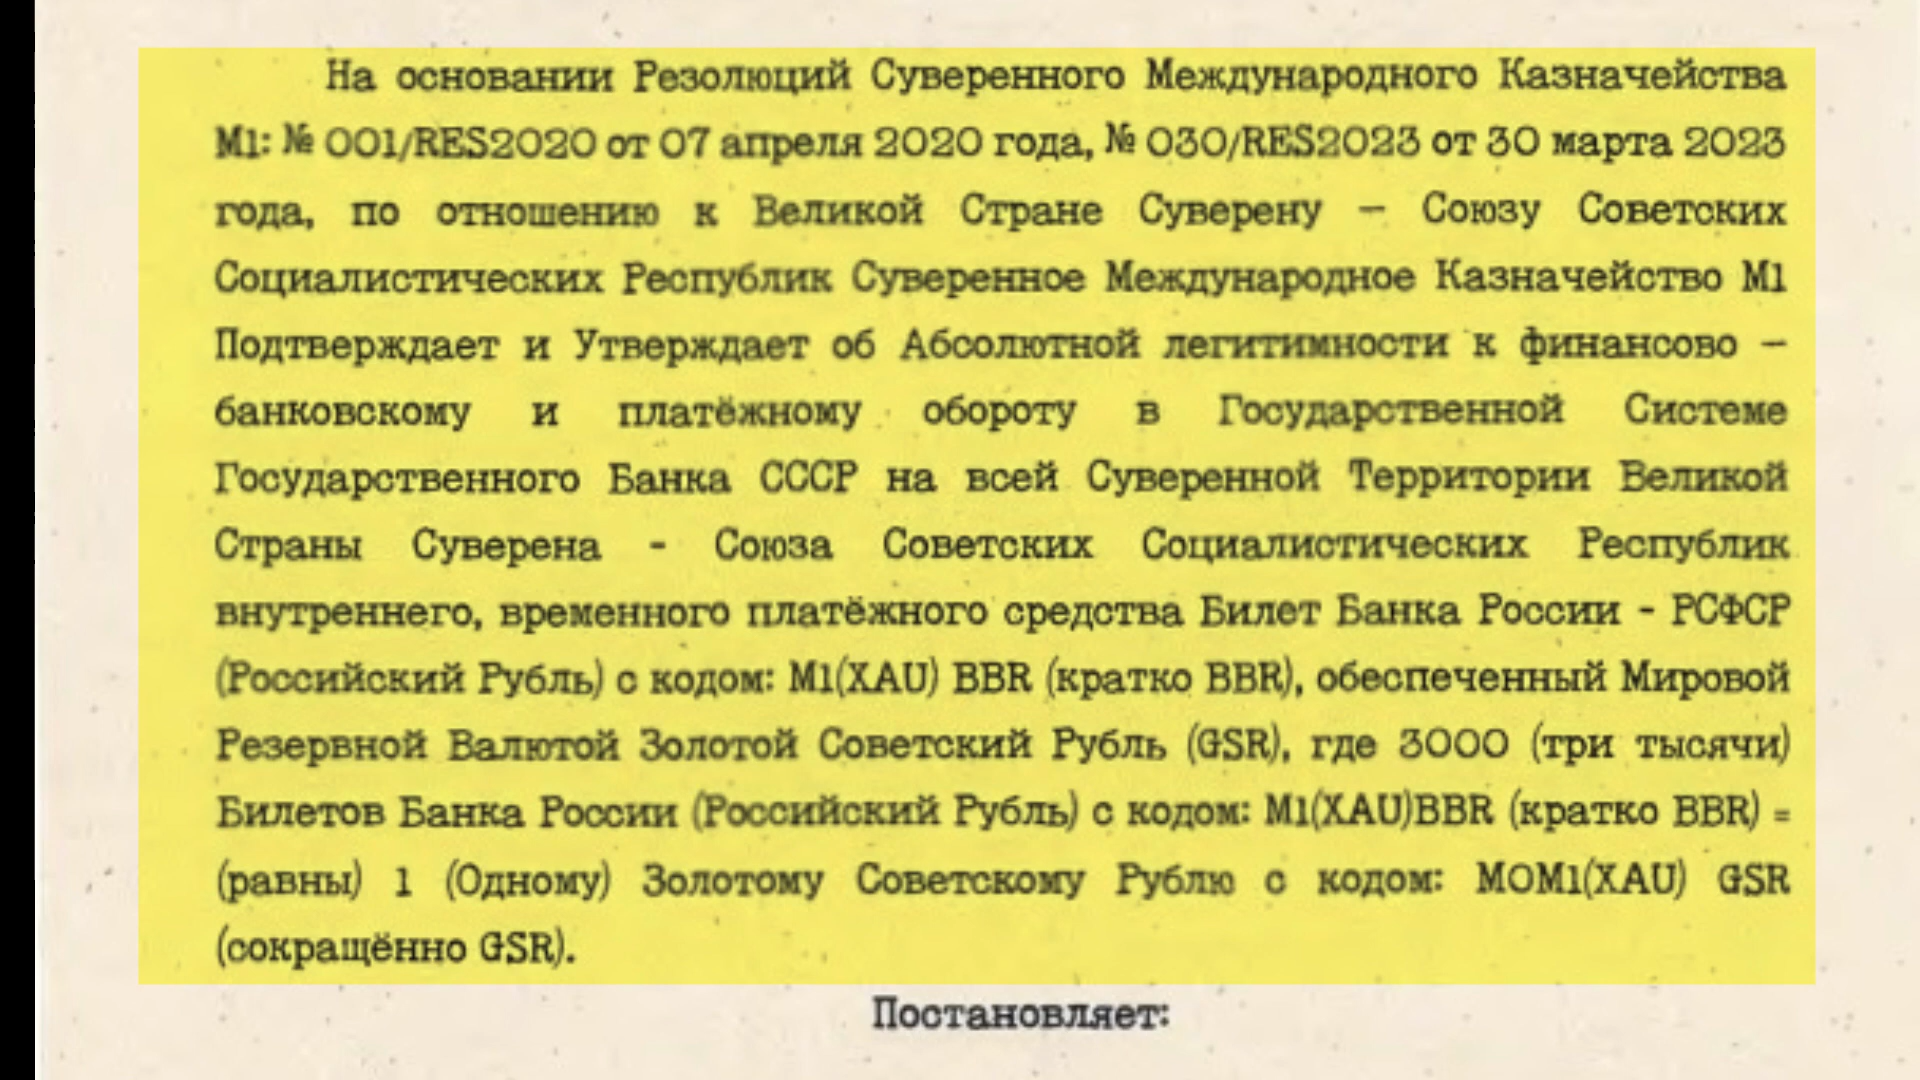 На основании Резолюций Суверенного Международного Казначейства
М1: № 001/RES2020 от 07 апреля 2020 года, № 030/RES2023 от 30 марта 2023
года, по отношению к Великой Стране Суверену – Союзу Советских
Социалистических Республик Суверенное Международное Казначейство М1
Подтверждает и Утверждает об Абсолютной легитимности к финансово –
банковскому и платёжному обороту в Государственной Системе
Государственного Банка СССР на всей Суверенной Территории Великой
Страны Суверена - Союза Советских Социалистических Республик
внутреннего, временного платёжного средства Билет Банка России - РСФСР
(Российский Рубль) с кодом: М1(XAU) BBR (кратко BBR), обеспеченный Мировой
Резервной Валютой Золотой Советский Рубль (GSR), где 3000 (три тысячи)
Билетов Банка России (Российский Рубль) с кодом: М1(XAU)BBR (кратко BBR) =
(равны) 1 (Одному) Золотому Советскому Рублю с кодом: МОМ1(XAU) GSR
(сокращённо GSR).
Постановляет: